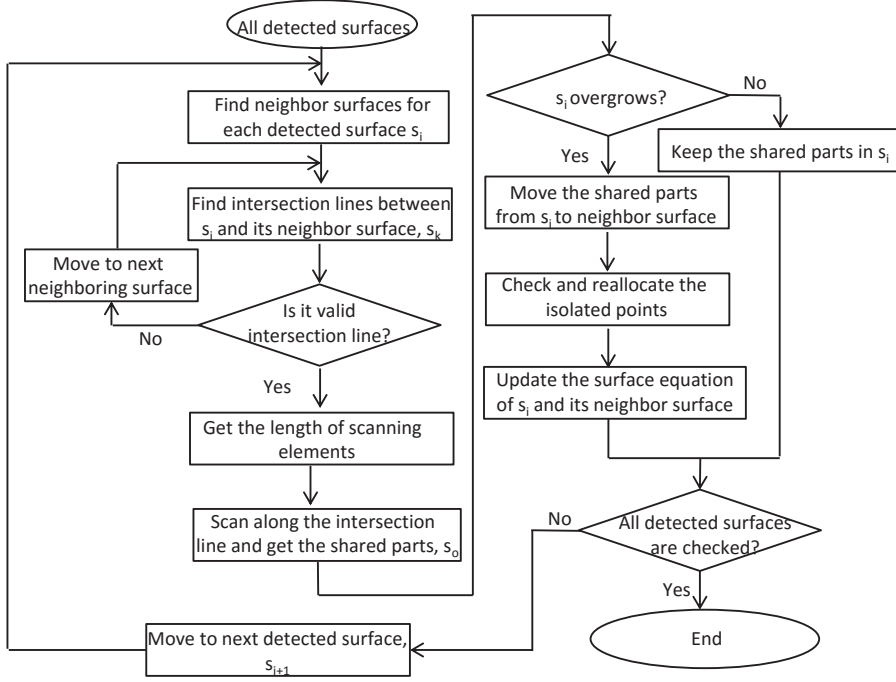 All detected surfaces
Find neighbor surfaces for
each detected surface sᵢ
Find intersection lines between
sᵢ and its neighbor surface, sₖ
Move to next
neighboring surface
Is it valid
intersection line?
No
Yes
Get the length of scanning
elements
Scan along the intersection
line and get the shared parts, sₒ
sᵢ overgrows?
No
Yes
Keep the shared parts in sᵢ
Move the shared parts
from sᵢ to neighbor surface
Check and reallocate the
isolated points
Update the surface equation
of sᵢ and its neighbor surface
All detected surfaces
are checked?
No
Yes
Move to next detected surface,
sᵢ₊₁
End